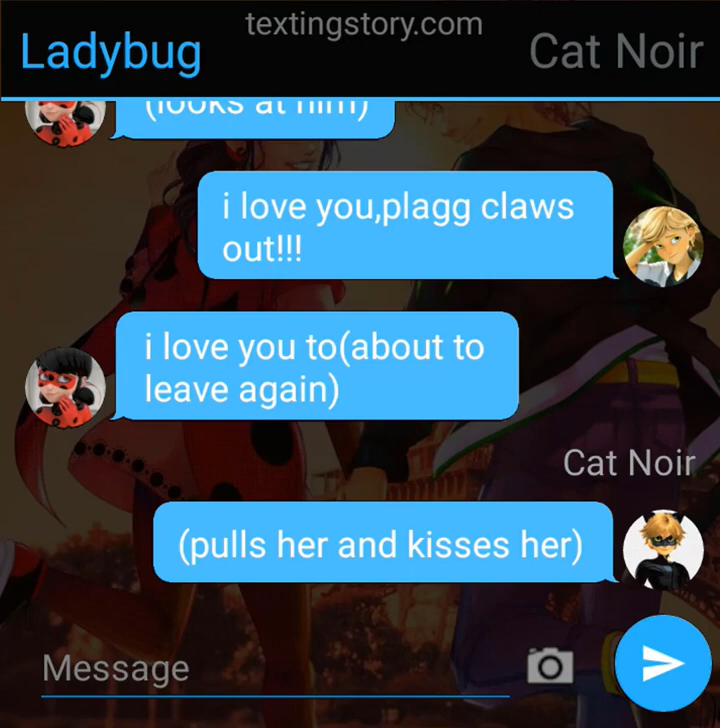 textingstory.com
Ladybug
Cat Noir
(looks at him)
i love you,plagg claws
out!!!
i love you to(about to
leave again)
Cat Noir
(pulls her and kisses her)
Message